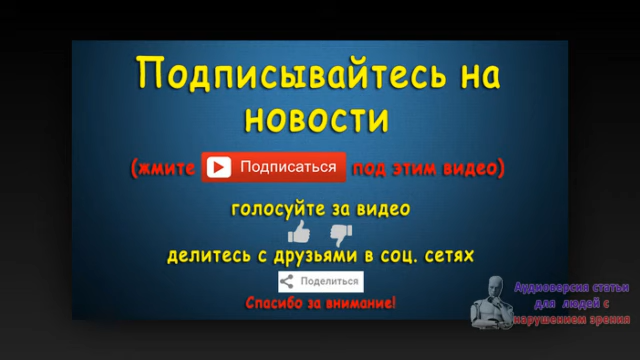 Подписывайтесь на
новости
(жмите Подписаться под этим видео)
голосуйте за видео
делитесь с друзьями в соц. сетях
Поделиться
Спасибо за внимание!
Аудиоверсия статьи
для людей с
нарушением зрения